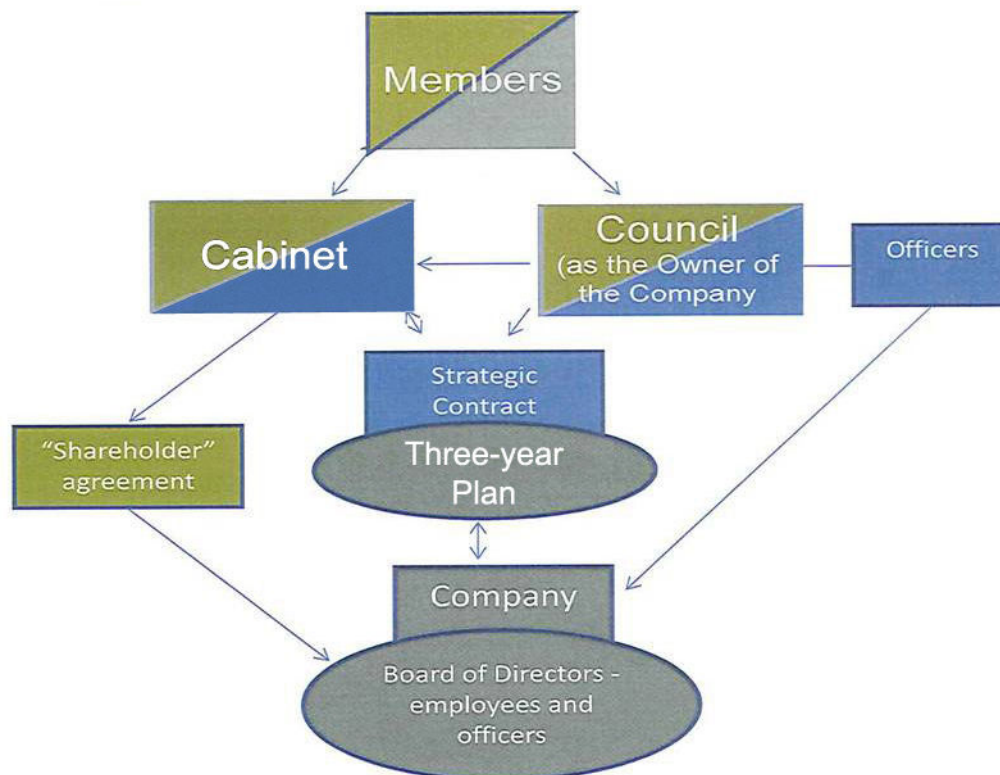 Members
Cabinet
Council
(as the Owner of
the Company
Officers
Strategic
Contract
"Shareholder"
agreement
Three-year
Plan
Company
Board of Directors -
employees and
officers